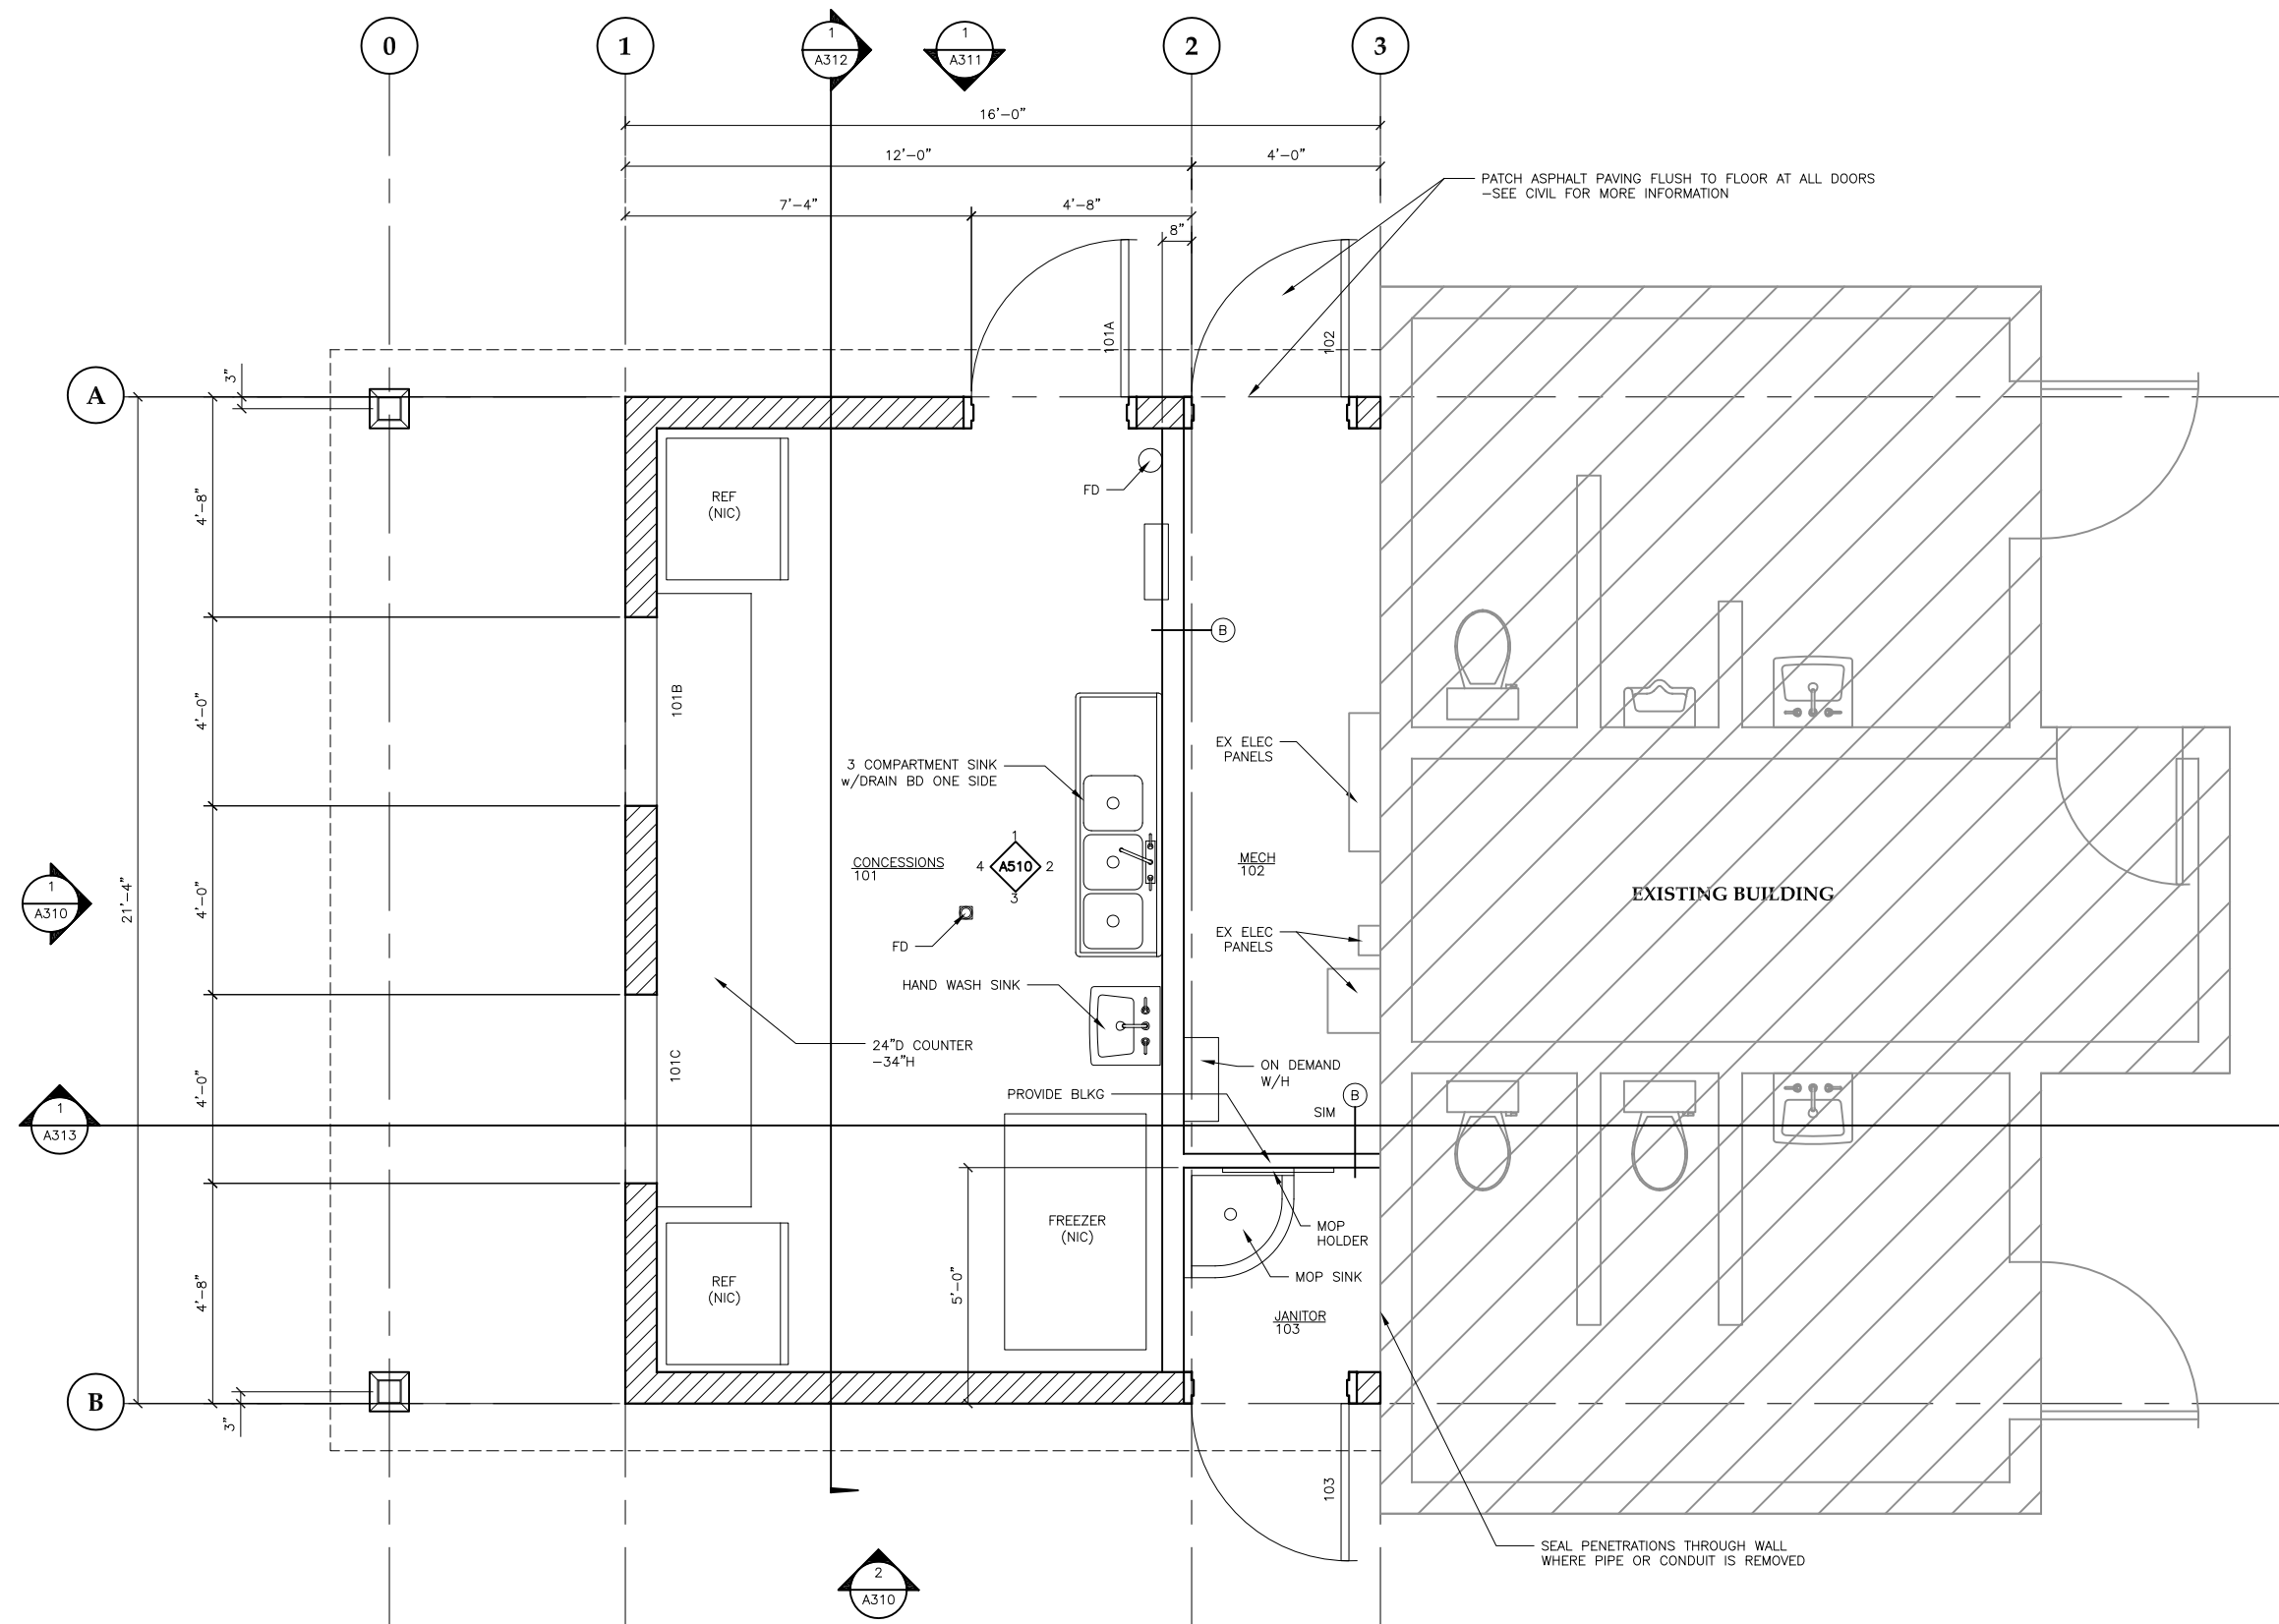 0
1
1
A312
1
A311
2
3
16'-0"
12'-0"
4'-0"
7'-4"
4'-8"
8"
PATCH ASPHALT PAVING FLUSH TO FLOOR AT ALL DOORS
-SEE CIVIL FOR MORE INFORMATION
101A
102
A
3"
4'-8"
REF
(NIC)
FD
B
4'-0"
101B
EX ELEC
PANELS
3 COMPARTMENT SINK
w/DRAIN BD ONE SIDE
CONCESSIONS
101
1
4
A510
2
3
MECH
102
EXISTING BUILDING
1
A310
21'-4"
4'-0"
FD
EX ELEC
PANELS
HAND WASH SINK
24"D COUNTER
-34"H
101C
4'-0"
ON DEMAND
W/H
PROVIDE BLKG
B
SIM
1
A313
FREEZER
(NIC)
MOP
HOLDER
MOP SINK
REF
(NIC)
4'-8"
5'-0"
JANITOR
103
B
3"
103
SEAL PENETRATIONS THROUGH WALL
WHERE PIPE OR CONDUIT IS REMOVED
2
A310